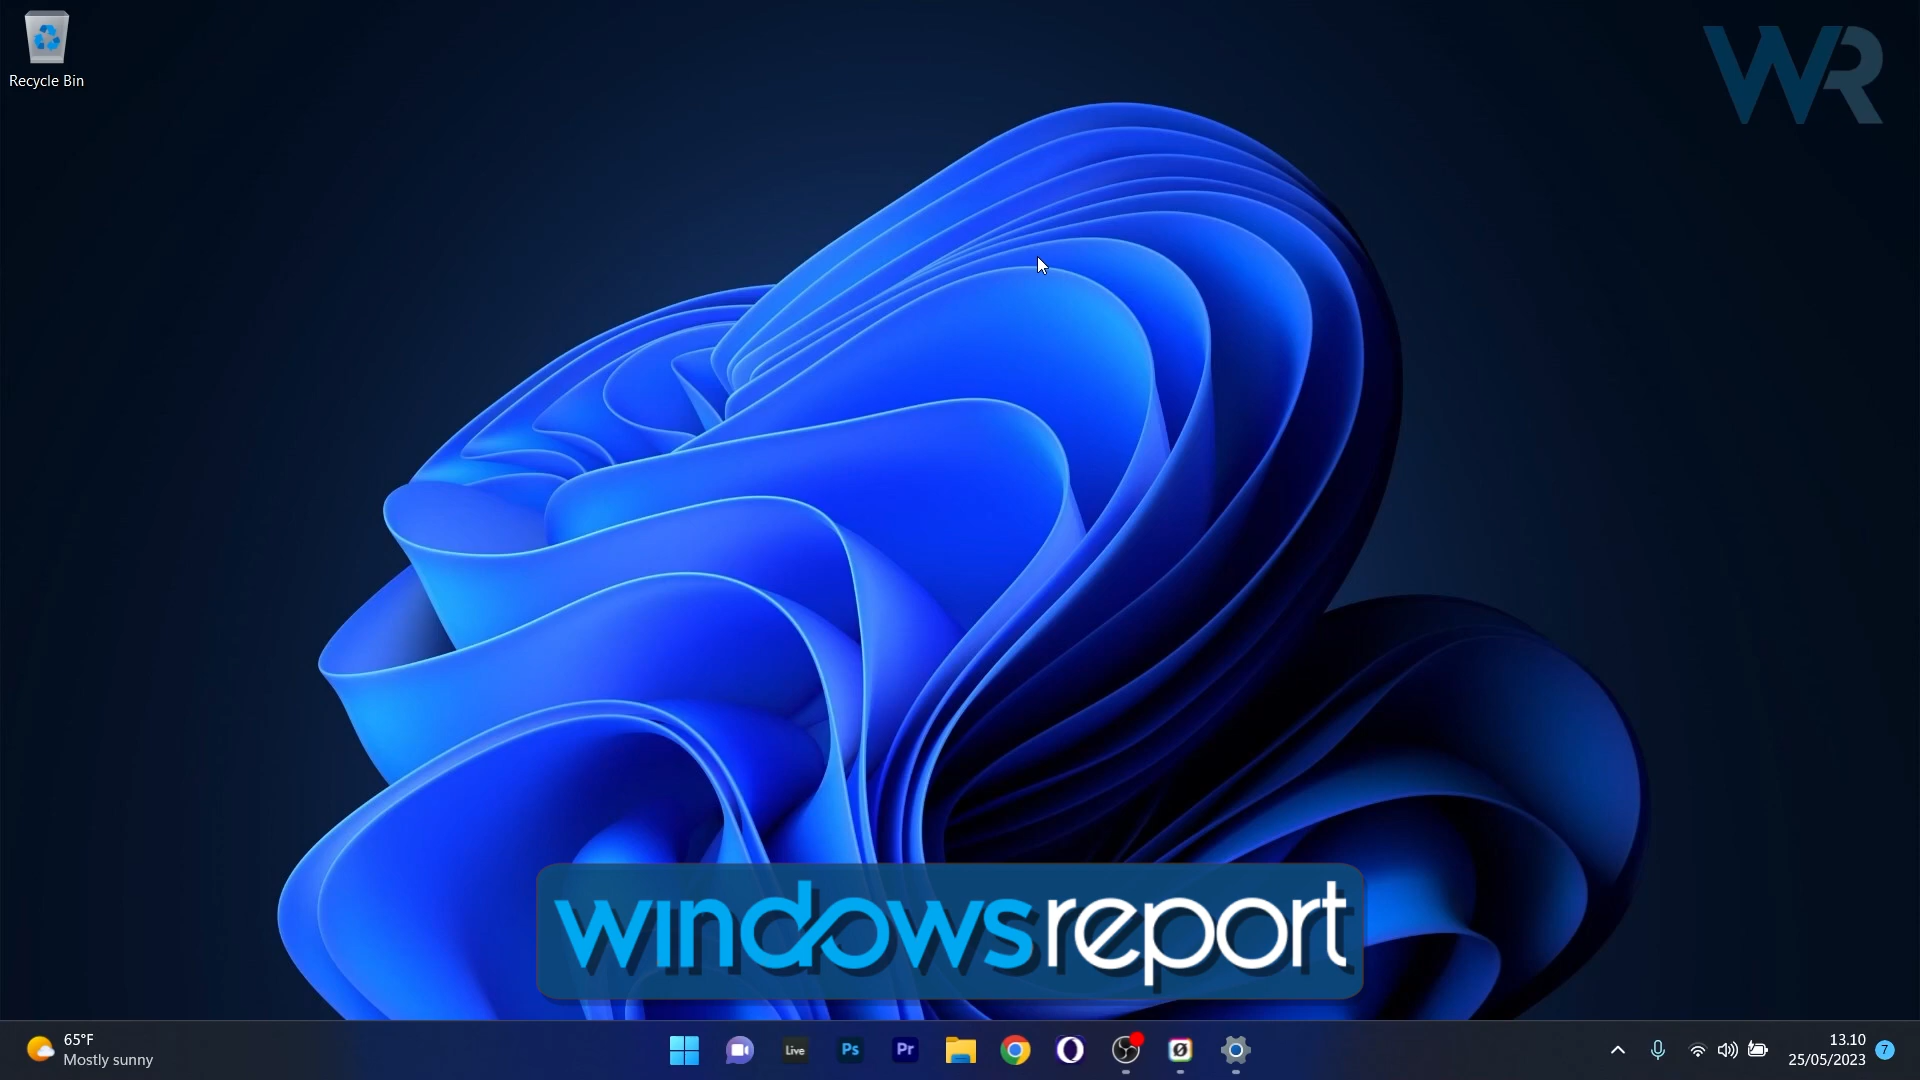 Recycle Bin
WR
windowsreport
65°F
Mostly sunny
Live
Ps
Pr
13.10
25/05/2023
7